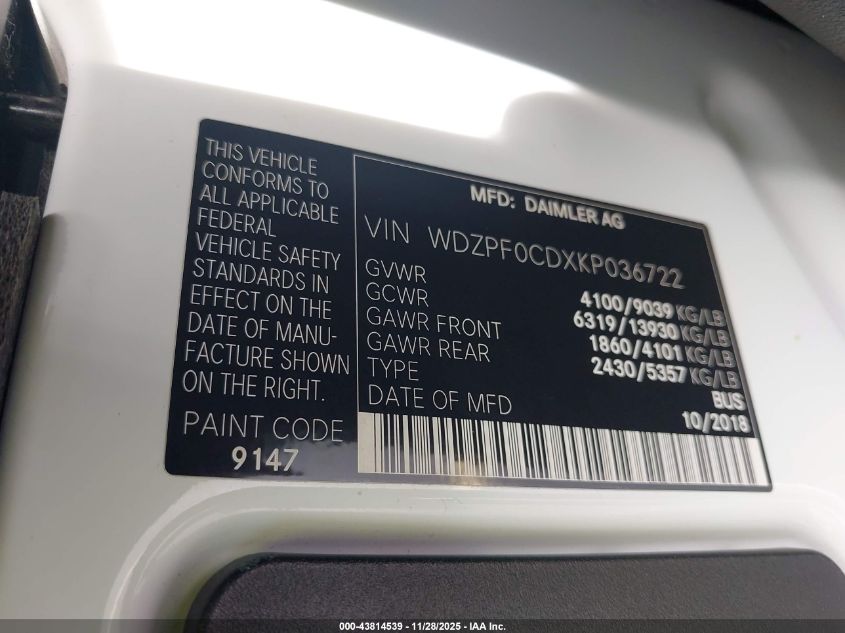 THIS VEHICLE
CONFORMS TO
ALL APPLICABLE
FEDERAL
VEHICLE SAFETY
STANDARDS IN
EFFECT ON THE
DATE OF MANU-
FACTURE SHOWN
ON THE RIGHT.
PAINT CODE
9147
MFD: DAIMLER AG
VIN WDZPF0CDXKP036722
GVWR 4100/9039 KG/LB
GCWR 6319/13930 KG/LB
GAWR FRONT 1860/4101 KG/LB
GAWR REAR 2430/5357 KG/LB
TYPE BUS
DATE OF MFD 10/2018
000-43814539 | 11/28/2025 | IAA Inc.